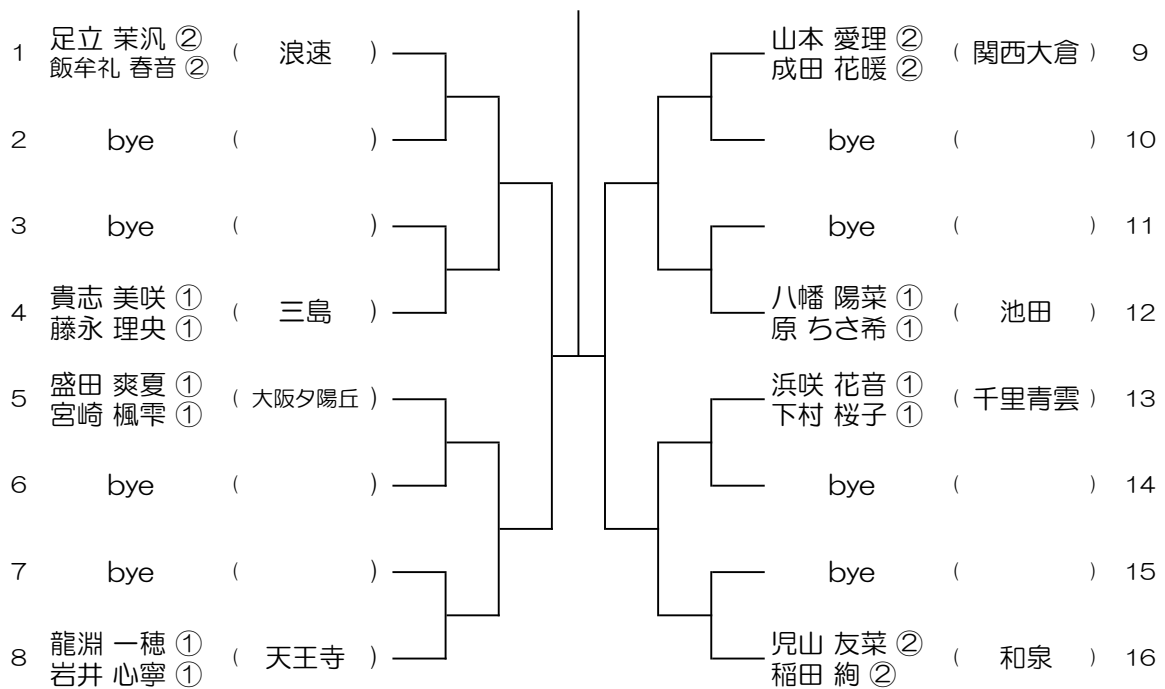 1 足立 茉汎 ② ( 浪速 )
飯牟礼 春音 ②
2 bye ( )
3 bye ( )
4 貴志 美咲 ① ( 三島 )
藤永 理央 ①
5 盛田 爽夏 ① ( 大阪夕陽丘 )
宮崎 楓雫 ①
6 bye ( )
7 bye ( )
8 龍淵 一穂 ① ( 天王寺 )
岩井 心寧 ①
山本 愛理 ② ( 関西大倉 ) 9
成田 花暖 ②
bye ( ) 10
bye ( ) 11
八幡 陽菜 ① ( 池田 ) 12
原 ちさ希 ①
浜咲 花音 ① ( 千里青雲 ) 13
下村 桜子 ①
bye ( ) 14
bye ( ) 15
児山 友菜 ② ( 和泉 ) 16
稲田 絢 ②